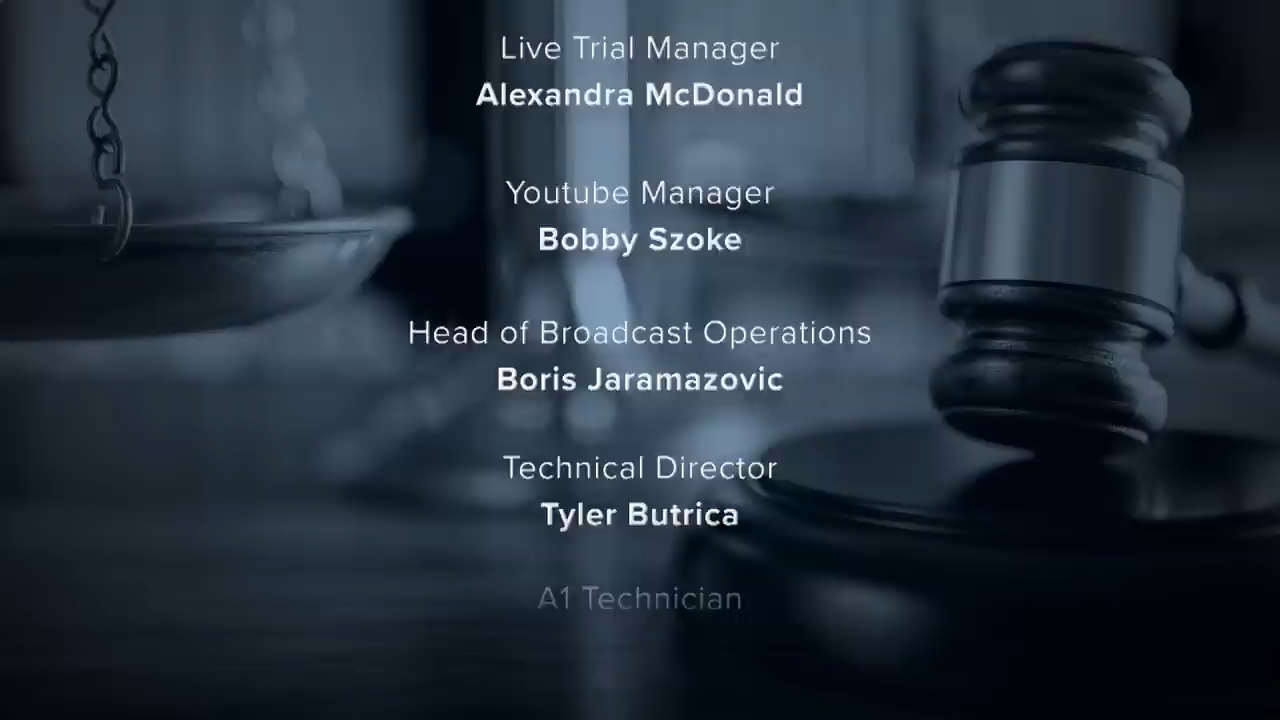 Live Trial Manager
Alexandra McDonald
Youtube Manager
Bobby Szoke
Head of Broadcast Operations
Boris Jaramazovic
Technical Director
Tyler Butrica
A1 Technician